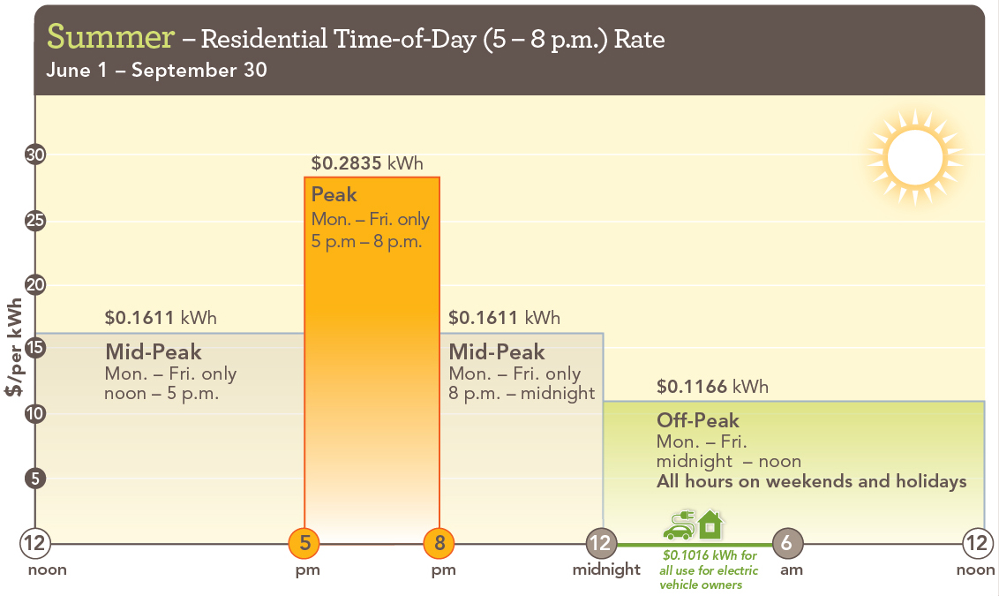 Summer – Residential Time-of-Day (5 – 8 p.m.) Rate
June 1 – September 30
$/per kWh
30
25
20
15
10
5
$0.1611 kWh
Mid-Peak
Mon. – Fri. only
noon – 5 p.m.
$0.2835 kWh
Peak
Mon. – Fri. only
5 p.m – 8 p.m.
$0.1611 kWh
Mid-Peak
Mon. – Fri. only
8 p.m. – midnight
$0.1166 kWh
Off-Peak
Mon. – Fri.
midnight – noon
All hours on weekends and holidays
12
noon
5
pm
8
pm
12
midnight
$0.1016 kWh for
all use for electric
vehicle owners
6
am
12
noon